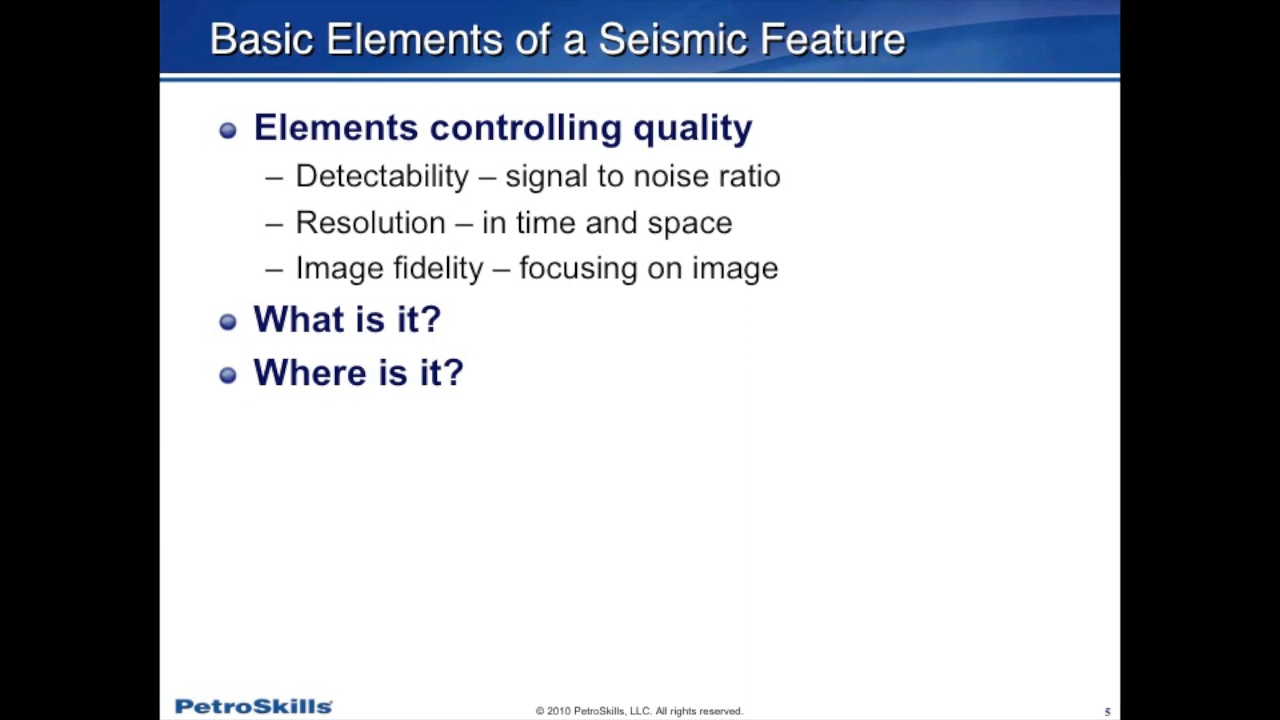 Basic Elements of a Seismic Feature
Elements controlling quality
– Detectability – signal to noise ratio
– Resolution – in time and space
– Image fidelity – focusing on image
What is it?
Where is it?
PetroSkills
© 2010 PetroSkills, LLC. All rights reserved.
5